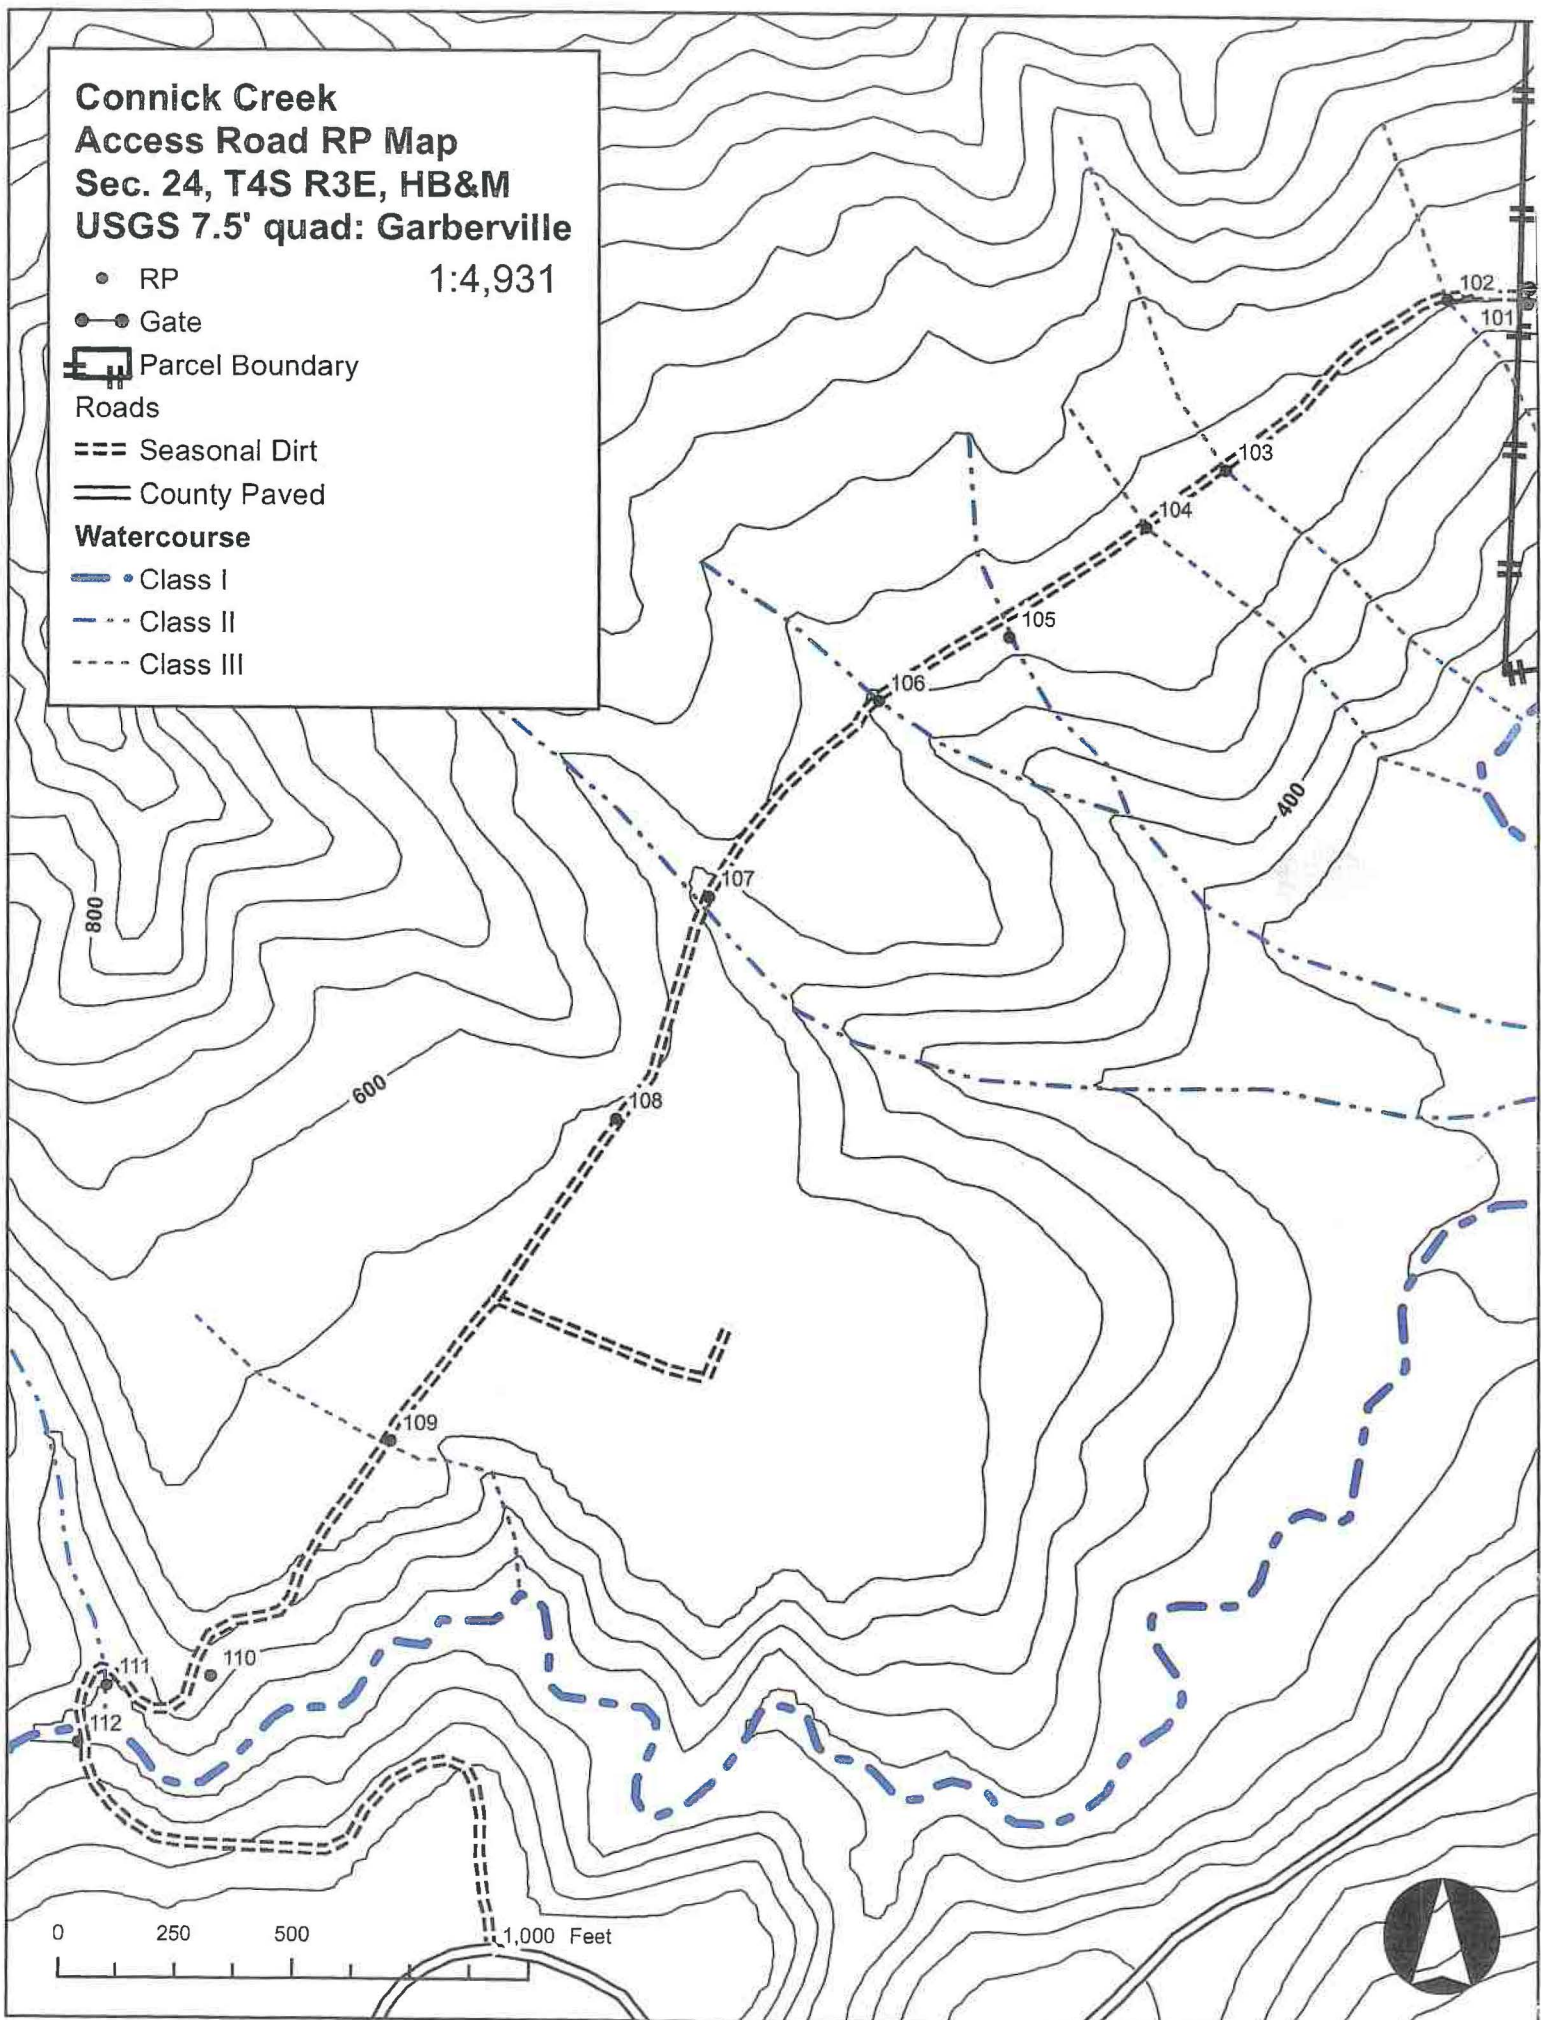 Connick Creek
Access Road RP Map
Sec. 24, T4S R3E, HB&M
USGS 7.5' quad: Garberville
RP 1:4,931
Gate
Parcel Boundary
Roads
Seasonal Dirt
County Paved
Watercourse
Class I
Class II
Class III
102
101
103
104
105
106
400
107
800
600
108
109
110
111
112
0 250 500 1,000 Feet